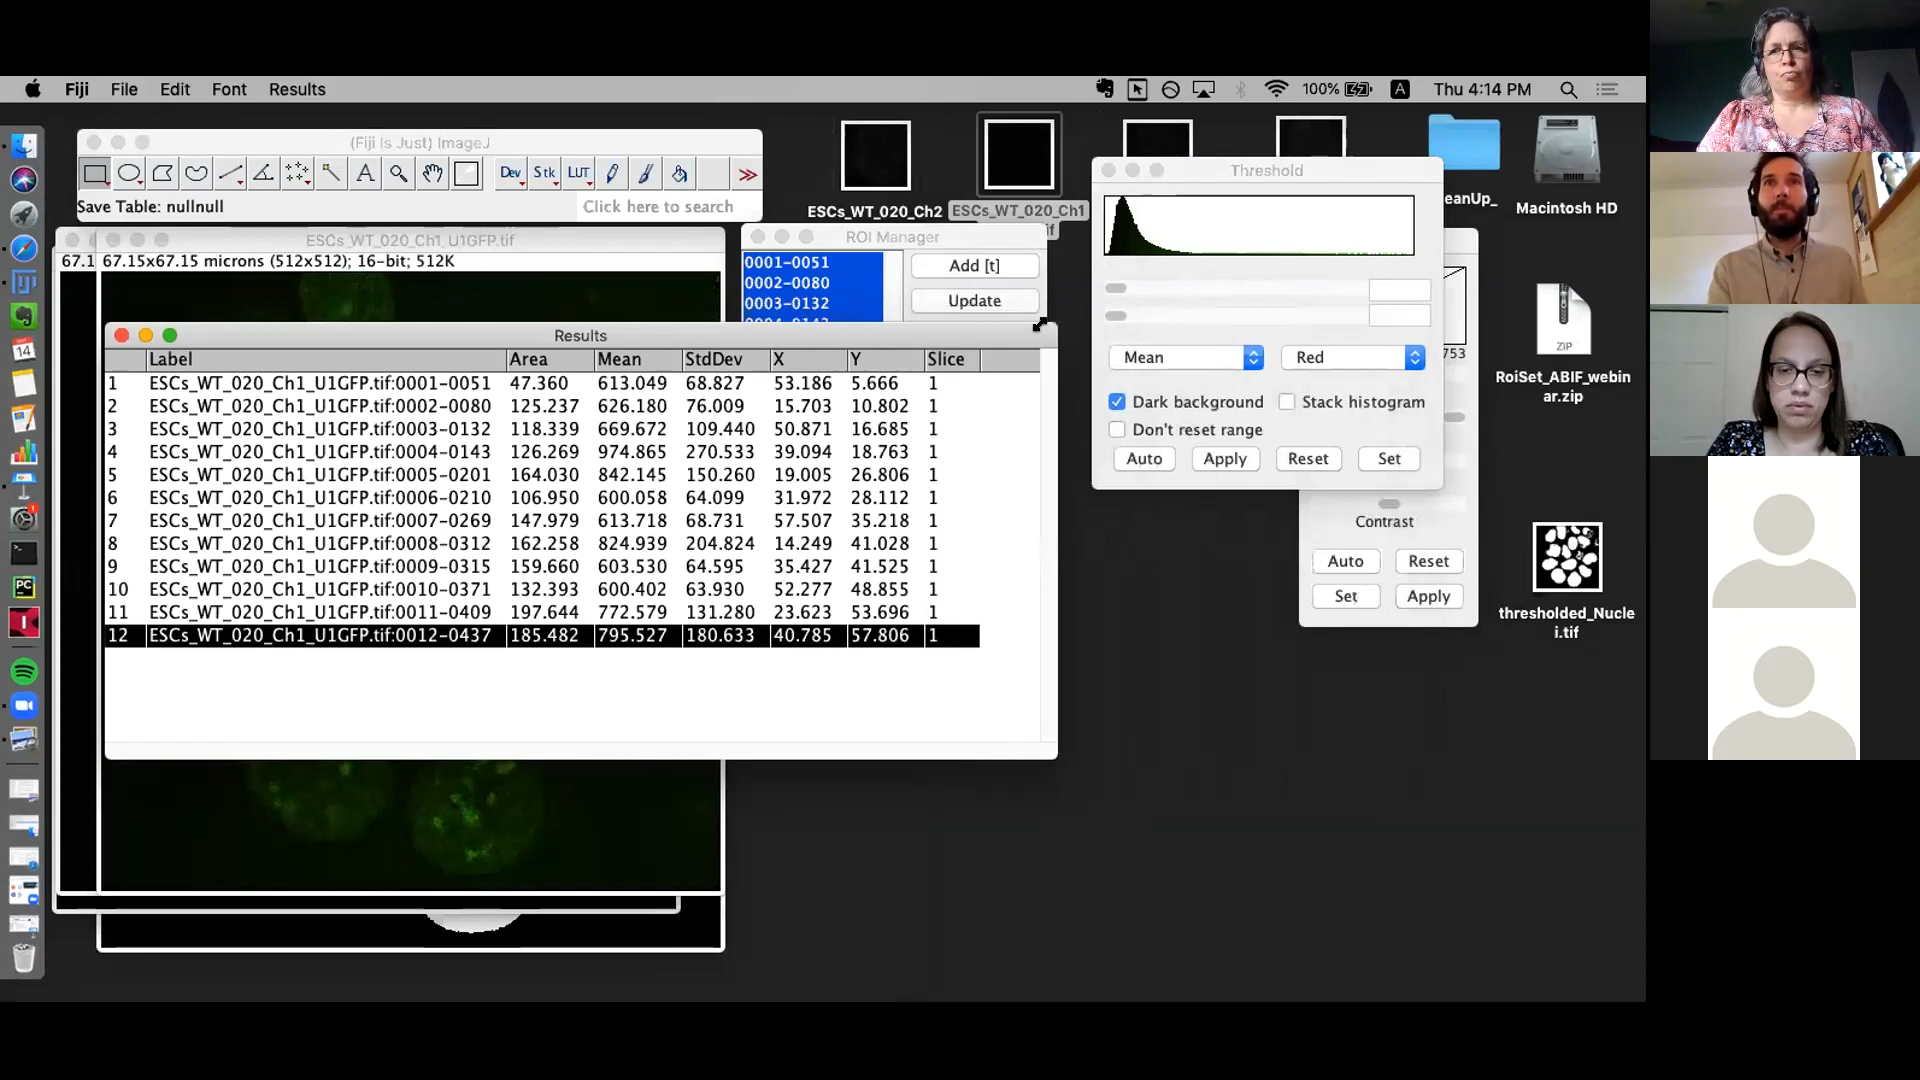 Fiji File Edit Font Results 100% A Thu 4:14 PM
(Fiji Is Just) ImageJ
Dev Stk LUT
Save Table: nullnull Click here to search
ESCs_WT_020_Ch2 ESCs_WT_020_Ch1
eanUp_ Macintosh HD
ESCs_WT_020_Ch1_U1GFP.tif
67.1 67.15x67.15 microns (512x512); 16-bit; 512K
ROI Manager
0001-0051
0002-0080
0003-0132
Add [t]
Update
Results
Label Area Mean StdDev X Y Slice
1 ESCs_WT_020_Ch1_U1GFP.tif:0001-0051 47.360 613.049 68.827 53.186 5.666 1
2 ESCs_WT_020_Ch1_U1GFP.tif:0002-0080 125.237 626.180 76.009 15.703 10.802 1
3 ESCs_WT_020_Ch1_U1GFP.tif:0003-0132 118.339 669.672 109.440 50.871 16.685 1
4 ESCs_WT_020_Ch1_U1GFP.tif:0004-0143 126.269 974.865 270.533 39.094 18.763 1
5 ESCs_WT_020_Ch1_U1GFP.tif:0005-0201 164.030 842.145 150.260 19.005 26.806 1
6 ESCs_WT_020_Ch1_U1GFP.tif:0006-0210 106.950 600.058 64.099 31.972 28.112 1
7 ESCs_WT_020_Ch1_U1GFP.tif:0007-0269 147.979 613.718 68.731 57.507 35.218 1
8 ESCs_WT_020_Ch1_U1GFP.tif:0008-0312 162.258 824.939 204.824 14.249 41.028 1
9 ESCs_WT_020_Ch1_U1GFP.tif:0009-0315 159.660 603.530 64.595 35.427 41.525 1
10 ESCs_WT_020_Ch1_U1GFP.tif:0010-0371 132.393 600.402 63.930 52.277 48.855 1
11 ESCs_WT_020_Ch1_U1GFP.tif:0011-0409 197.644 772.579 131.280 23.623 53.696 1
12 ESCs_WT_020_Ch1_U1GFP.tif:0012-0437 185.482 795.527 180.633 40.785 57.806 1
Threshold
Mean Red
Dark background Stack histogram
Don't reset range
Auto Apply Reset Set
753
Contrast
Auto Reset
Set Apply
ZIP
RoiSet_ABIF_webin
ar.zip
thresholded_Nucle
i.tif
14
PC